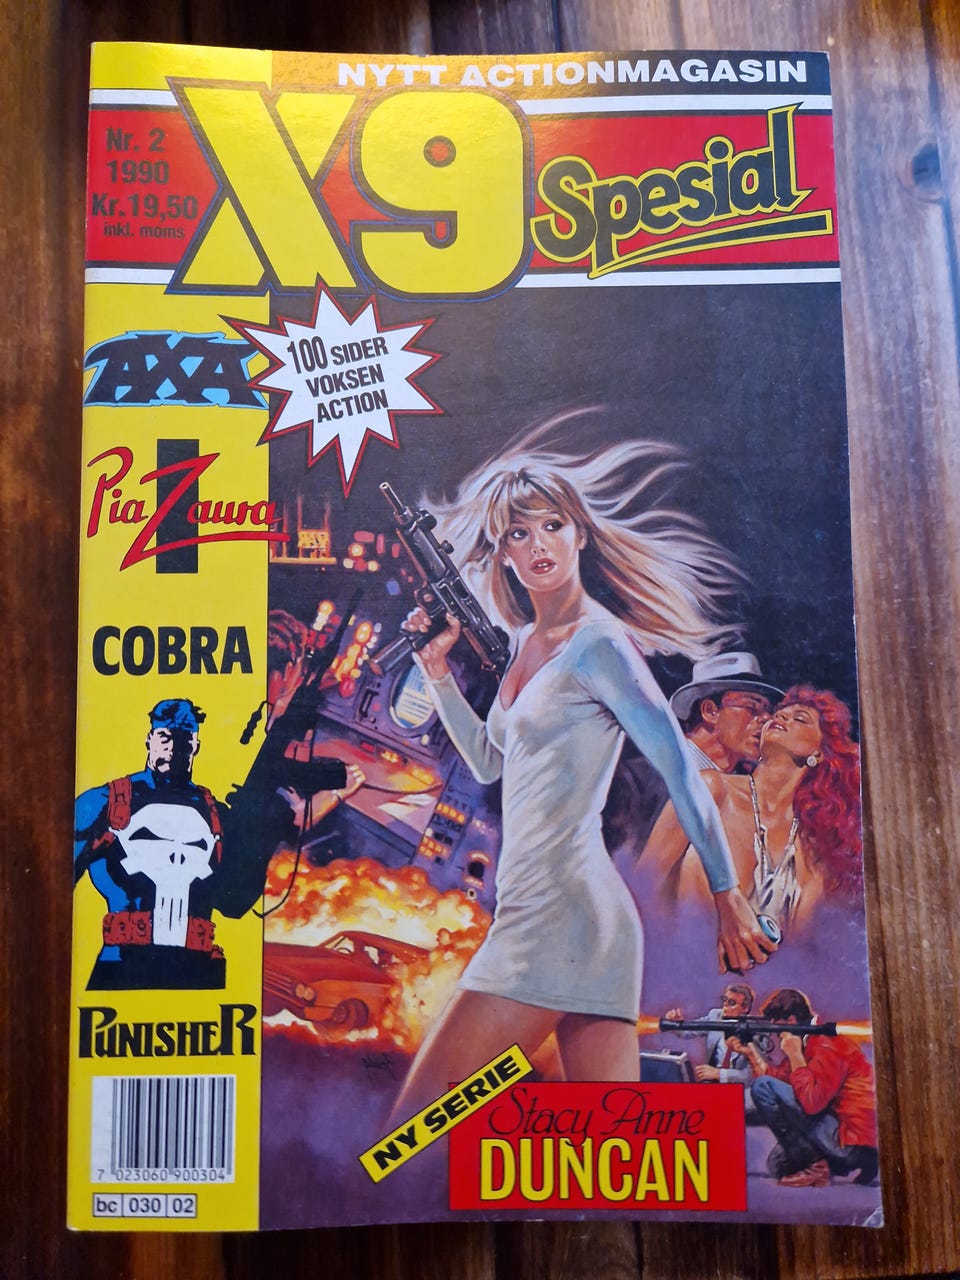 NYTT ACTIONMAGASIN
Nr. 2
1990
Kr. 19,50
inkl. moms
X9
Spesial
AXA
100 SIDER
VOKSEN
ACTION
Pia Zaura
COBRA
PUNISHER
NY SERIE
Stacy Anne
DUNCAN
7 023060 900304
bc 030 02